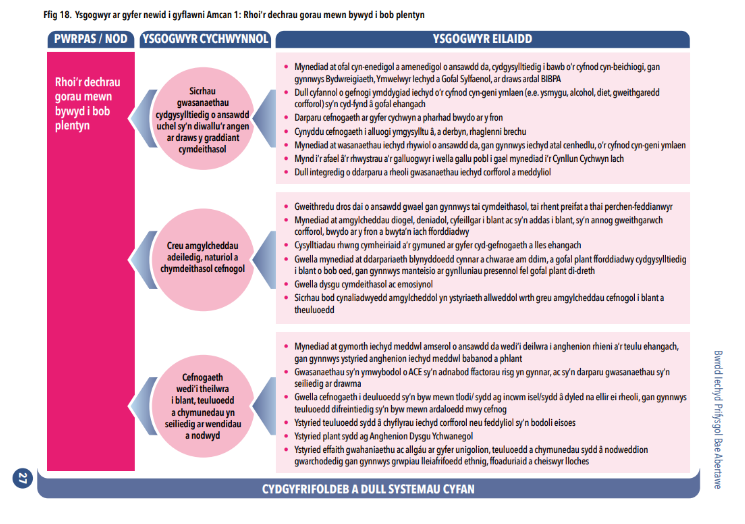 Ffig 18. Ysgogwyr ar gyfer newid i gyflawni Amcan 1: Rhoi'r dechrau gorau mewn bywyd i bob plentyn
PWRPAS / NOD
YSGOGWYR CYCHWYNNOL
YSGOGWYR EILAIDD
Rhoi'r dechrau
gorau mewn
bywyd i bob
plentyn
Sicrhau
gwasanaethau
cydgysylltiedig o ansawdd
uchel sy'n diwallu'r angen
ar draws y graddiant
cymdeithasol
• Mynediad at ofal cyn-enedigol a amenedigol o ansawdd da, cydgysylltiedig i bawb o'r cyfnod cyn-beichiogi, gan
gynnwys Bydwreigiaeth, Ymwelwyr Iechyd a Gofal Sylfaenol, ar draws ardal BIBPA
• Dull cyfannol o gefnogi ymddygiad iechyd o'r cyfnod cyn-geni ymlaen (e.e. ysmygu, alcohol, diet, gweithgaredd
corfforol) sy'n cyd-fynd â gofal ehangach
• Darparu cefnogaeth ar gyfer cychwyn a pharhad bwydo ar y fron
• Cynyddu cefnogaeth i alluogi ymgysylltu â, a derbyn, rhaglenni brechu
• Mynediad at wasanaethau iechyd rhywiol o ansawdd da, gan gynnwys iechyd atal cenhedlu, o'r cyfnod cyn-geni ymlaen
• Mynd i'r afael â'r rhwystrau a'r galluogwyr i wella gallu pobl i gael mynediad i'r Cynllun Cychwyn Iach
• Dull integredig o ddarparu a rheoli gwasanaethau iechyd corfforol a meddyliol
Creu amgylcheddau
adeiledig, naturiol a
chymdeithasol cefnogol
• Gweithredu dros dai o ansawdd gwael gan gynnwys tai cymdeithasol, tai rhent preifat a thai perchen-feddianwyr
• Mynediad at amgylcheddau diogel, deniadol, cyfeillgar i blant ac sy'n addas i blant, sy'n annog gweithgarwch
corfforol, bwydo ar y fron a bwyta'n iach fforddiadwy
• Cysylltiadau rhwng cymheiriaid a'r gymuned ar gyfer cyd-gefnogaeth a lles ehangach
• Gwella mynediad at ddarpariaeth blynyddoedd cynnar a chwarae am ddim, a gofal plant fforddiadwy cydgysylltiedig
i blant o bob oed, gan gynnwys manteisio ar gynlluniau presennol fel gofal plant di-dreth
• Gwella dysgu cymdeithasol ac emosiynol
• Sicrhau bod cynaliadwyedd amgylcheddol yn ystyriaeth allweddol wrth greu amgylcheddau cefnogol i blant a
theuluoedd
Cefnogaeth
wedi'i theilwra
i blant, teuluoedd
a chymunedau yn
seiliedig ar wendidau
a nodwyd
• Mynediad at gymorth iechyd meddwl amserol o ansawdd da wedi'i deilwra i anghenion rhieni a'r teulu ehangach,
gan gynnwys ystyried anghenion iechyd meddwl babanod a phlant
• Gwasanaethau sy'n ymwybodol o ACE sy'n adnabod ffactorau risg yn gynnar, ac sy'n darparu gwasanaethau sy'n
seiliedig ar drawma
• Gwella cefnogaeth i deuluoedd sy'n byw mewn tlodi/ sydd ag incwm isel/sydd â dyled na ellir ei rheoli, gan gynnwys
teuluoedd difreintiedig sy'n byw mewn ardaloedd mwy cefnog
• Ystyried teuluoedd sydd â chyflyrau iechyd corfforol neu feddyliol sy'n bodoli eisoes
• Ystyried plant sydd ag Anghenion Dysgu Ychwanegol
• Ystyried effaith gwahaniaethu ac allgáu ar gyfer unigolion, teuluoedd a chymunedau sydd â nodweddion
gwarchodedig gan gynnwys grwpiau lleiafrifoedd ethnig, ffoaduriaid a cheiswyr lloches
CYDGYFRIFOLDEB A DULL SYSTEMAU CYFAN
Bwrdd Iechyd Prifysgol Bae Abertawe
27